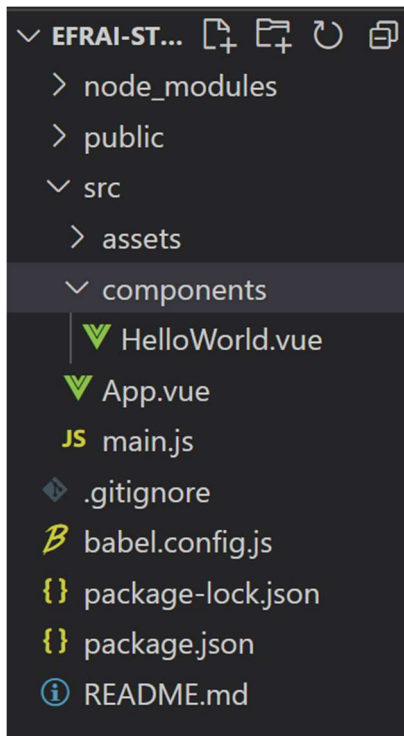 EFRAI-ST...
node_modules
public
src
assets
components
HelloWorld.vue
App.vue
JS main.js
.gitignore
B babel.config.js
{} package-lock.json
{} package.json
README.md